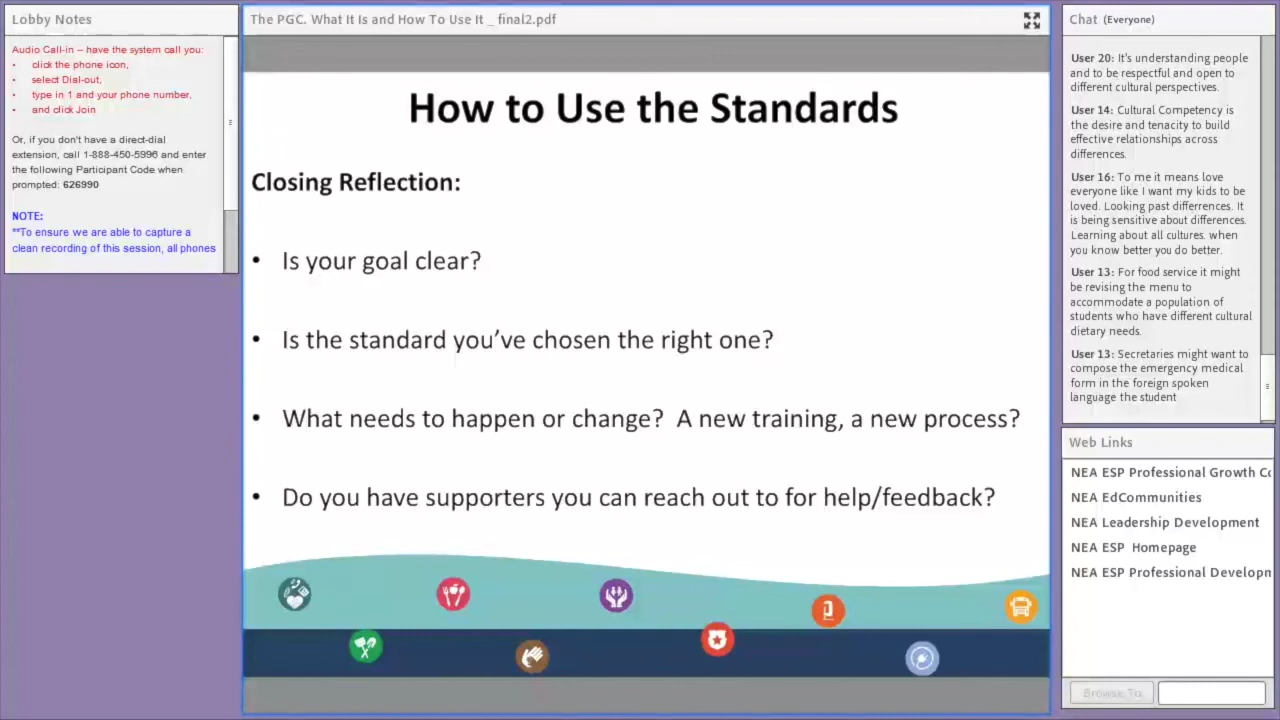 Lobby Notes
Audio Call-in – have the system call you:
• click the phone icon,
• select Dial-out,
• type in 1 and your phone number,
• and click Join
Or, if you don't have a direct-dial
extension, call 1-888-450-5996 and enter
the following Participant Code when
prompted: 626990
NOTE:
**To ensure we are able to capture a
clean recording of this session, all phones
The PGC. What It Is and How To Use It _ final2.pdf
How to Use the Standards
Closing Reflection:
• Is your goal clear?
• Is the standard you've chosen the right one?
• What needs to happen or change?  A new training, a new process?
• Do you have supporters you can reach out to for help/feedback?
Chat (Everyone)
User 20: It's understanding people
and to be respectful and open to
different cultural perspectives.
User 14: Cultural Competency is
the desire and tenacity to build
effective relationships across
differences.
User 16: To me it means love
everyone like I want my kids to be
loved. Looking past differences. It
is being sensitive about differences.
Learning about all cultures. when
you know better you do better.
User 13: For food service it might
be revising the menu to
accommodate a population of
students who have different cultural
dietary needs.
User 13: Secretaries might want to
compose the emergency medical
form in the foreign spoken
language the student
Web Links
NEA ESP Professional Growth Co
NEA EdCommunities
NEA Leadership Development
NEA ESP Homepage
NEA ESP Professional Developn
Browse To